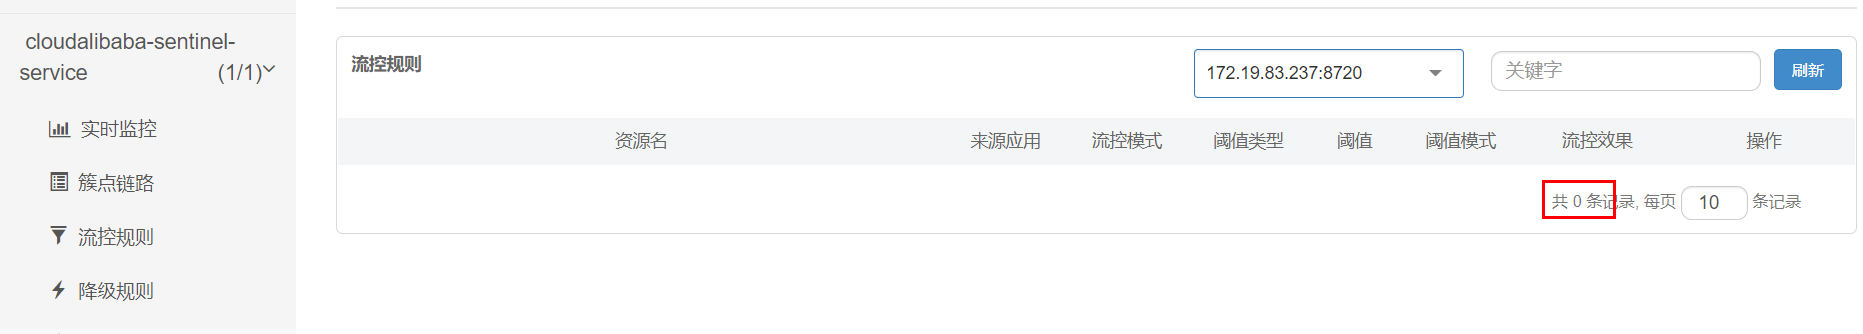 cloudalibaba-sentinel-
service (1/1)
实时监控
簇点链路
流控规则
降级规则
流控规则 172.19.83.237:8720 关键字 刷新
资源名 来源应用 流控模式 阈值类型 阈值 阈值模式 流控效果 操作
共 0 条记录, 每页 10 条记录